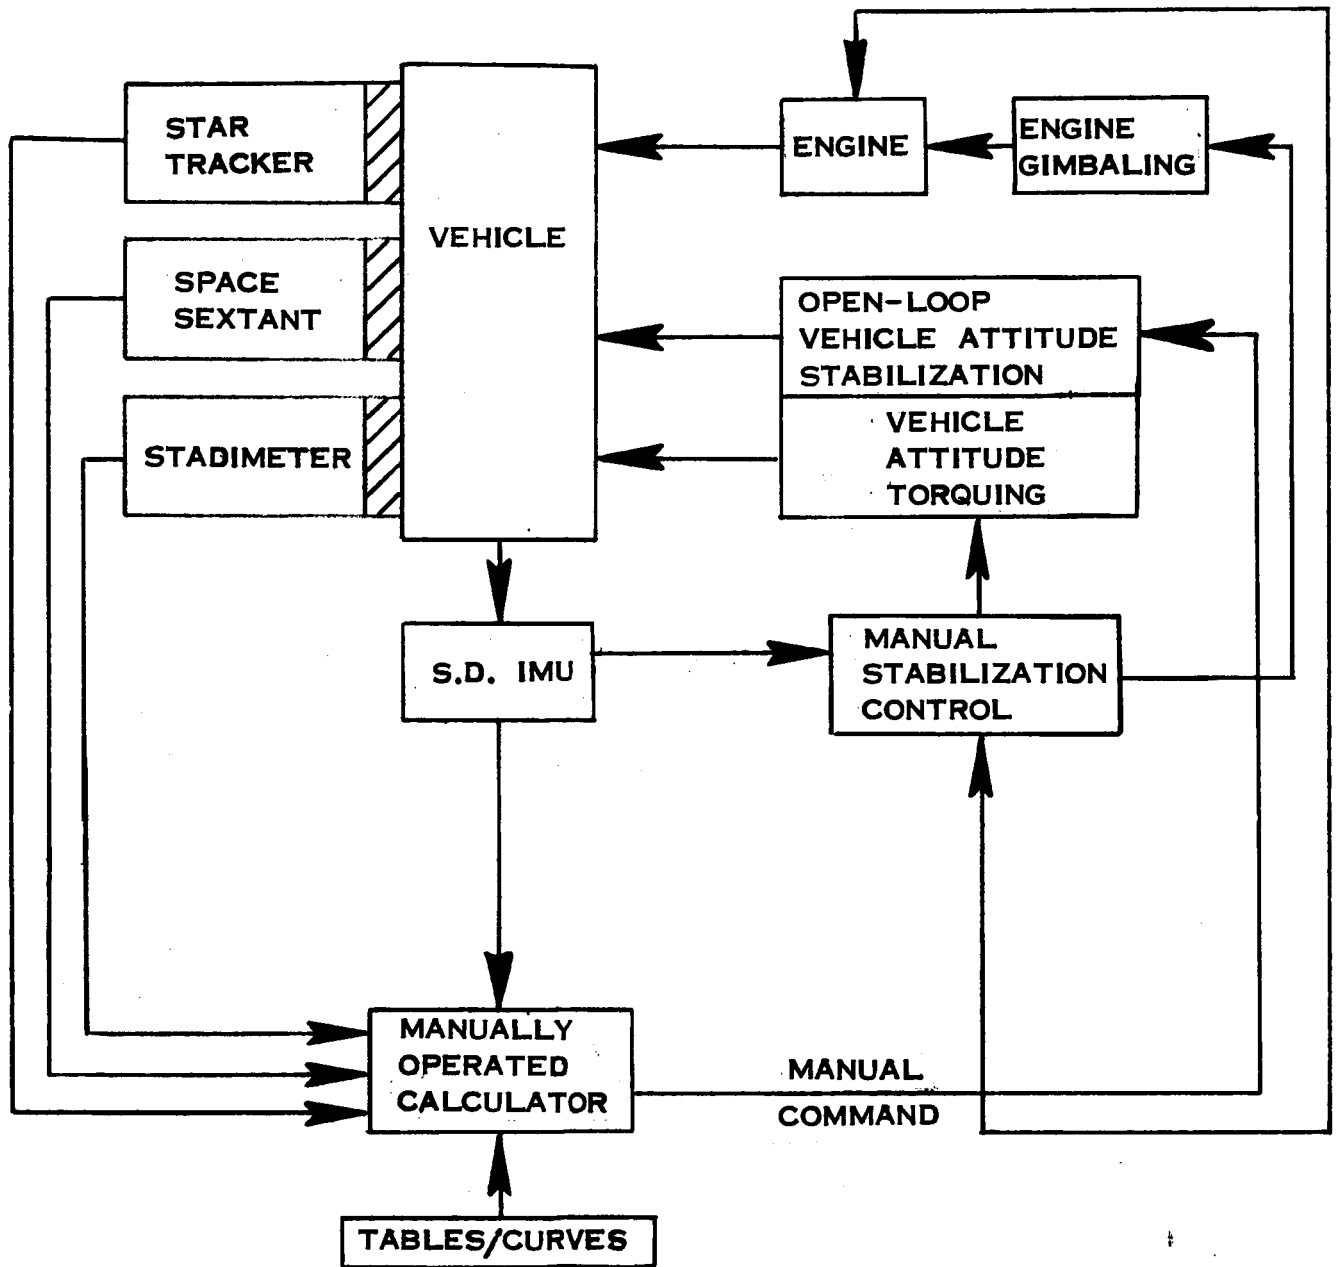 STAR
TRACKER
SPACE
SEXTANT
STADIMETER
VEHICLE
ENGINE
ENGINE
GIMBALING
OPEN-LOOP
VEHICLE ATTITUDE
STABILIZATION
VEHICLE
ATTITUDE
TORQUING
S.D. IMU
MANUAL
STABILIZATION
CONTROL
MANUALLY
OPERATED
CALCULATOR
MANUAL
COMMAND
TABLES/CURVES